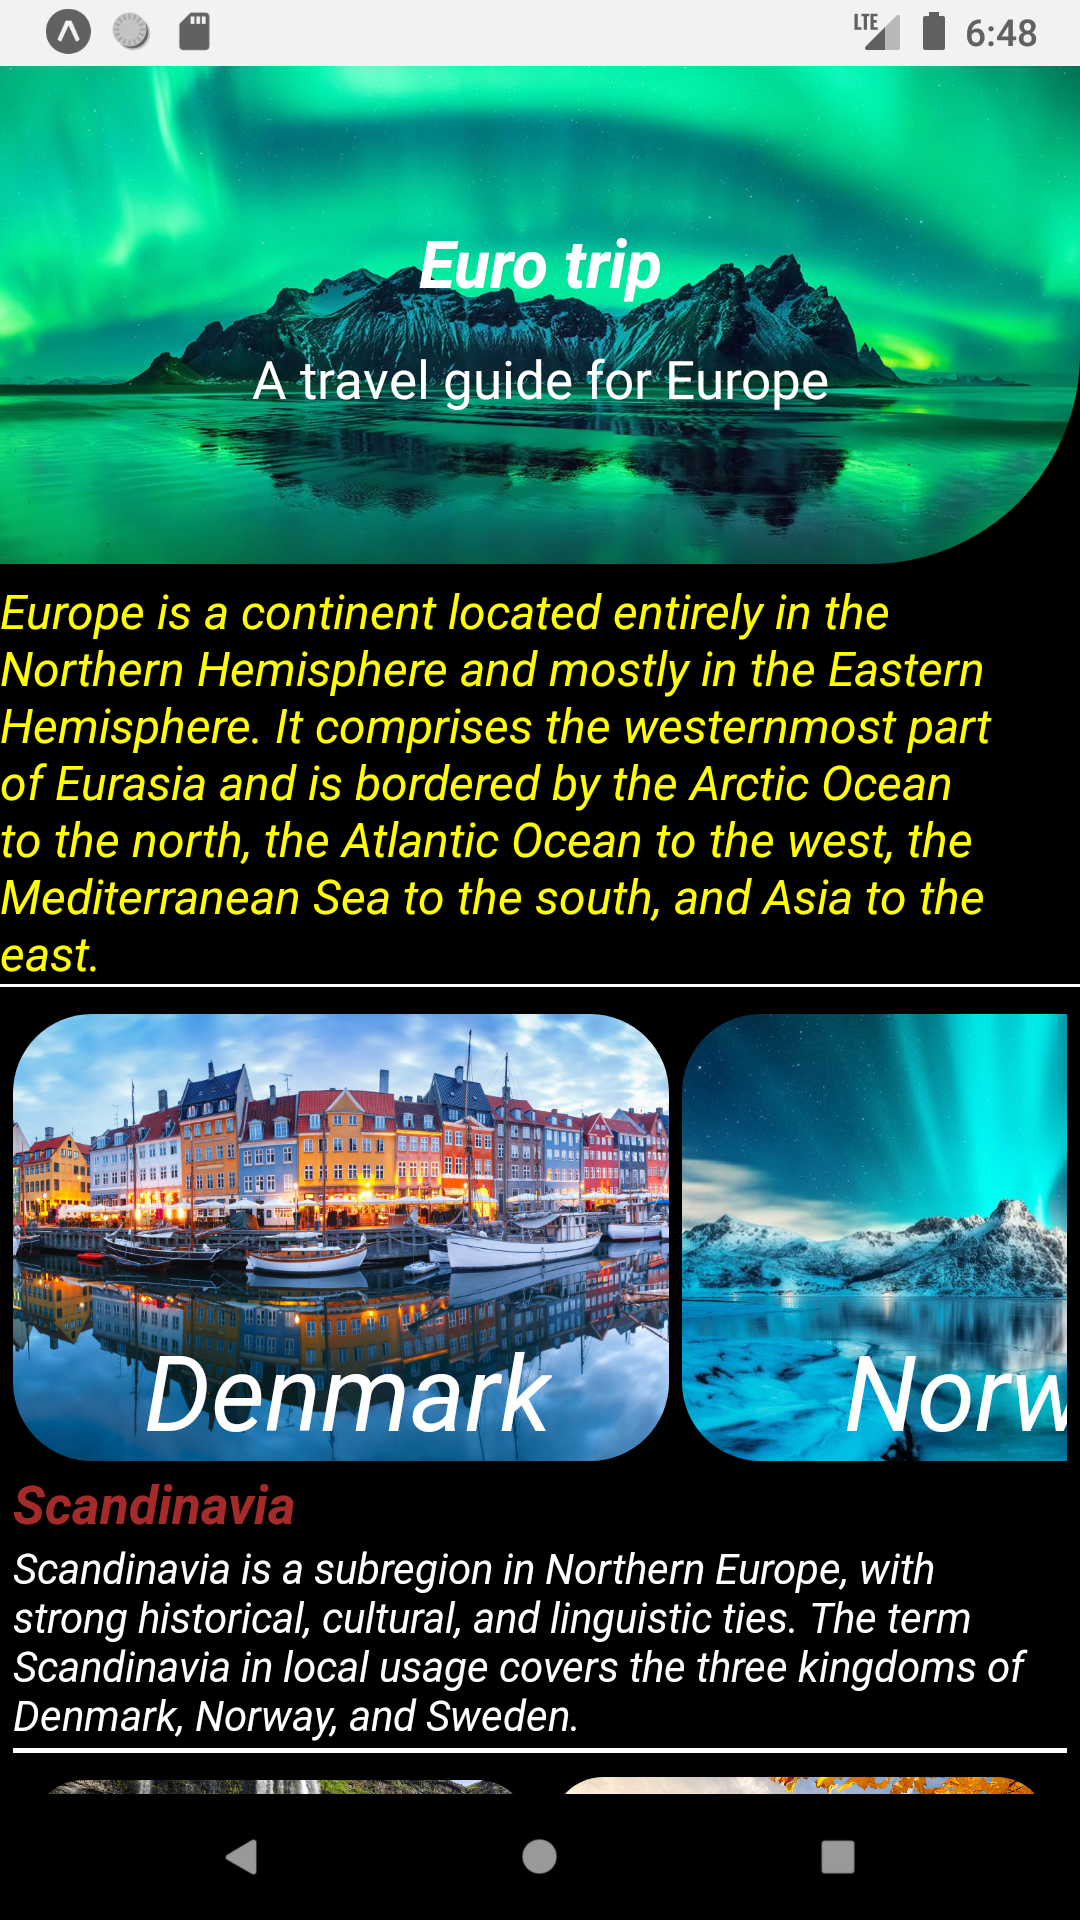 LTE 6:48
Euro trip
A travel guide for Europe
Europe is a continent located entirely in the
Northern Hemisphere and mostly in the Eastern
Hemisphere. It comprises the westernmost part
of Eurasia and is bordered by the Arctic Ocean
to the north, the Atlantic Ocean to the west, the
Mediterranean Sea to the south, and Asia to the
east.
Denmark
Norw
Scandinavia
Scandinavia is a subregion in Northern Europe, with
strong historical, cultural, and linguistic ties. The term
Scandinavia in local usage covers the three kingdoms of
Denmark, Norway, and Sweden.